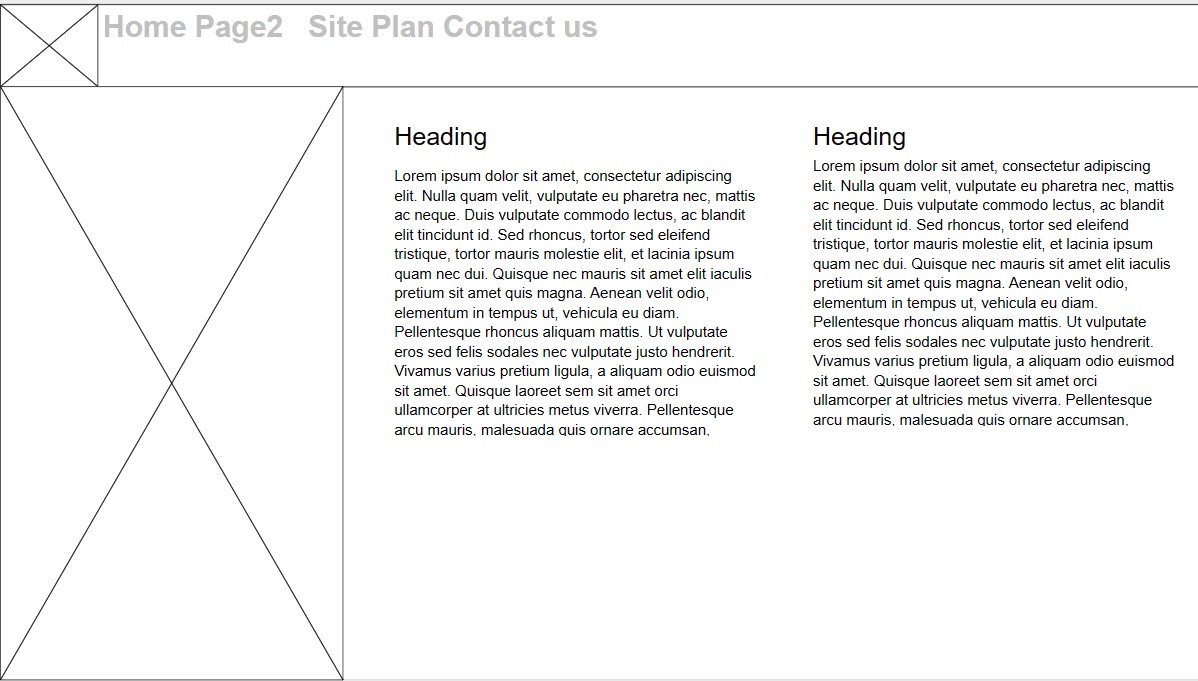 Home Page2 Site Plan Contact us
Heading
Lorem ipsum dolor sit amet, consectetur adipiscing
elit. Nulla quam velit, vulputate eu pharetra nec, mattis
ac neque. Duis vulputate commodo lectus, ac blandit
elit tincidunt id. Sed rhoncus, tortor sed eleifend
tristique, tortor mauris molestie elit, et lacinia ipsum
quam nec dui. Quisque nec mauris sit amet elit iaculis
pretium sit amet quis magna. Aenean velit odio,
elementum in tempus ut, vehicula eu diam.
Pellentesque rhoncus aliquam mattis. Ut vulputate
eros sed felis sodales nec vulputate justo hendrerit.
Vivamus varius pretium ligula, a aliquam odio euismod
sit amet. Quisque laoreet sem sit amet orci
ullamcorper at ultricies metus viverra. Pellentesque
arcu mauris, malesuada quis ornare accumsan,
Heading
Lorem ipsum dolor sit amet, consectetur adipiscing
elit. Nulla quam velit, vulputate eu pharetra nec, mattis
ac neque. Duis vulputate commodo lectus, ac blandit
elit tincidunt id. Sed rhoncus, tortor sed eleifend
tristique, tortor mauris molestie elit, et lacinia ipsum
quam nec dui. Quisque nec mauris sit amet elit iaculis
pretium sit amet quis magna. Aenean velit odio,
elementum in tempus ut, vehicula eu diam.
Pellentesque rhoncus aliquam mattis. Ut vulputate
eros sed felis sodales nec vulputate justo hendrerit.
Vivamus varius pretium ligula, a aliquam odio euismod
sit amet. Quisque laoreet sem sit amet orci
ullamcorper at ultricies metus viverra. Pellentesque
arcu mauris, malesuada quis ornare accumsan,